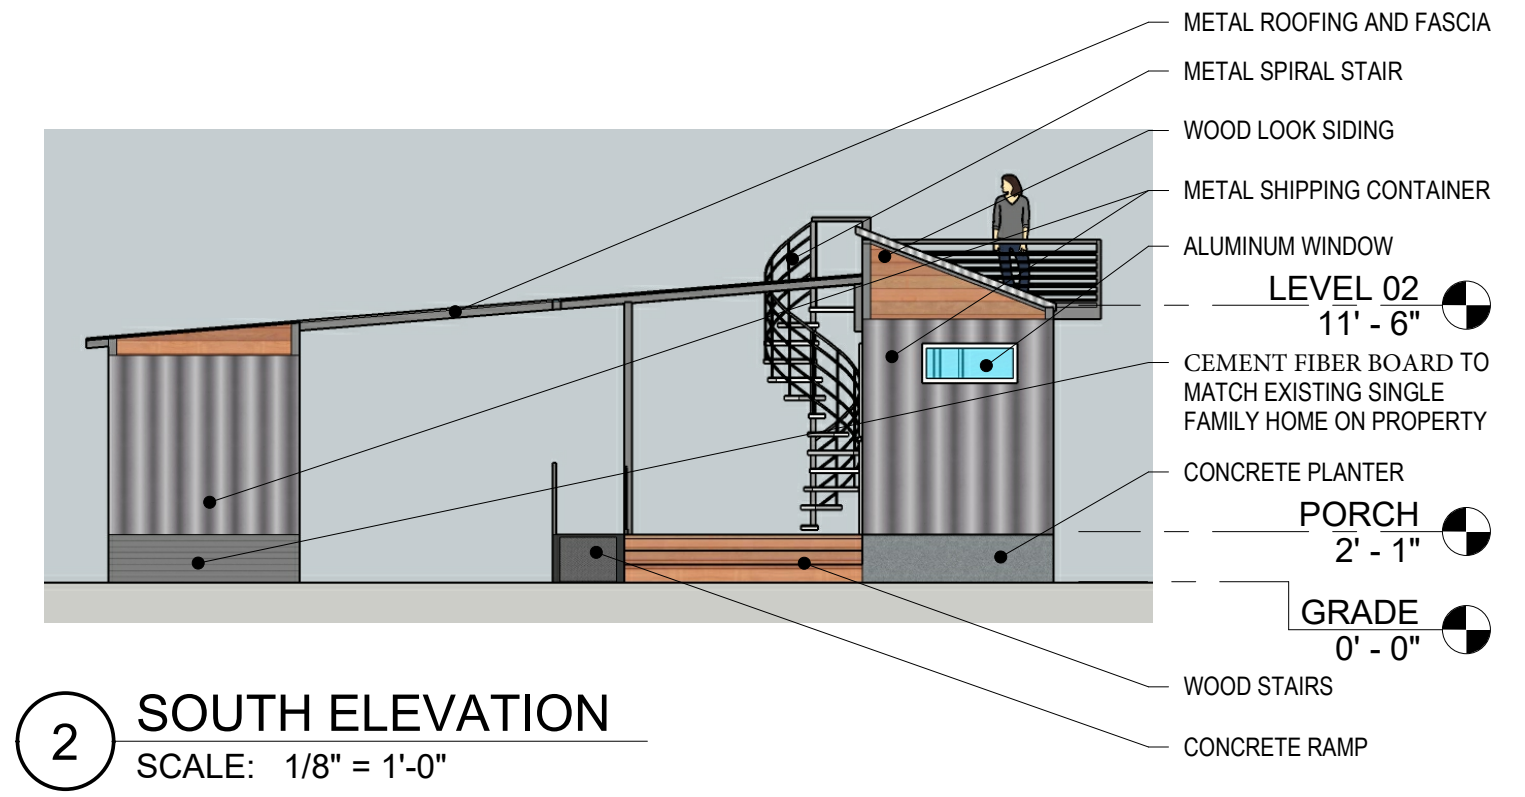 METAL ROOFING AND FASCIA
METAL SPIRAL STAIR
WOOD LOOK SIDING
METAL SHIPPING CONTAINER
ALUMINUM WINDOW
LEVEL 02
11' - 6"
CEMENT FIBER BOARD TO
MATCH EXISTING SINGLE
FAMILY HOME ON PROPERTY
CONCRETE PLANTER
PORCH
2' - 1"
GRADE
0' - 0"
WOOD STAIRS
CONCRETE RAMP
2
SOUTH ELEVATION
SCALE: 1/8" = 1'-0"